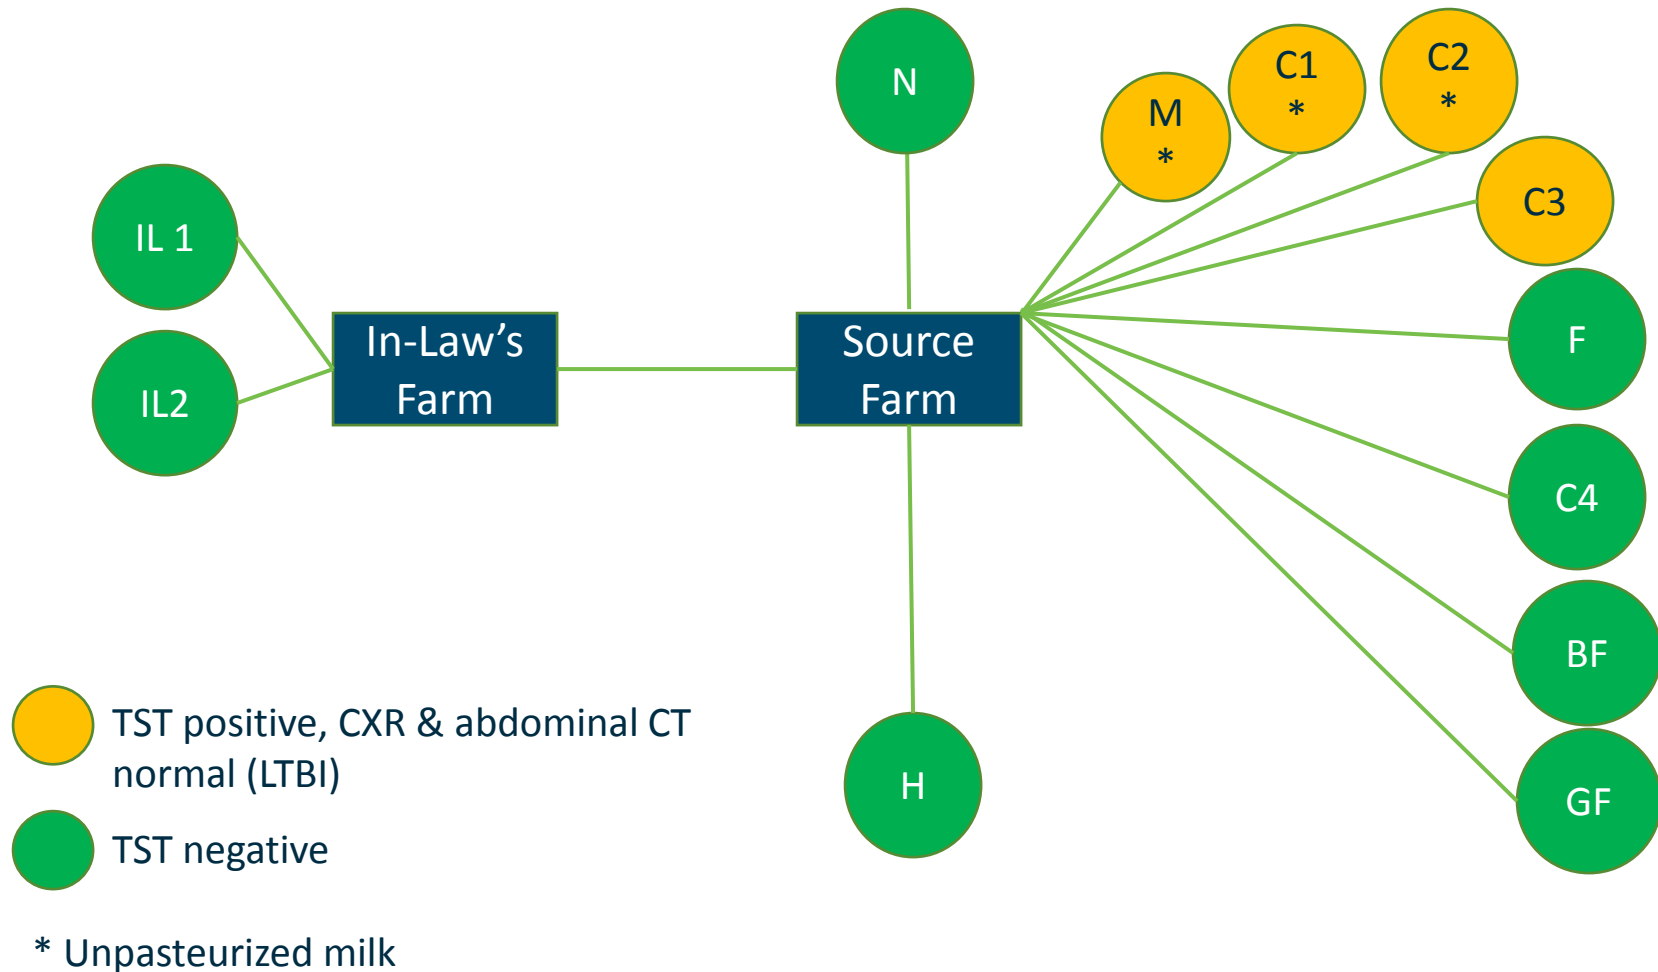 N
M
*
C1
*
C2
*
C3
IL 1
IL2
In-Law's
Farm
Source
Farm
F
C4
BF
GF
H
TST positive, CXR & abdominal CT
normal (LTBI)
TST negative
* Unpasteurized milk